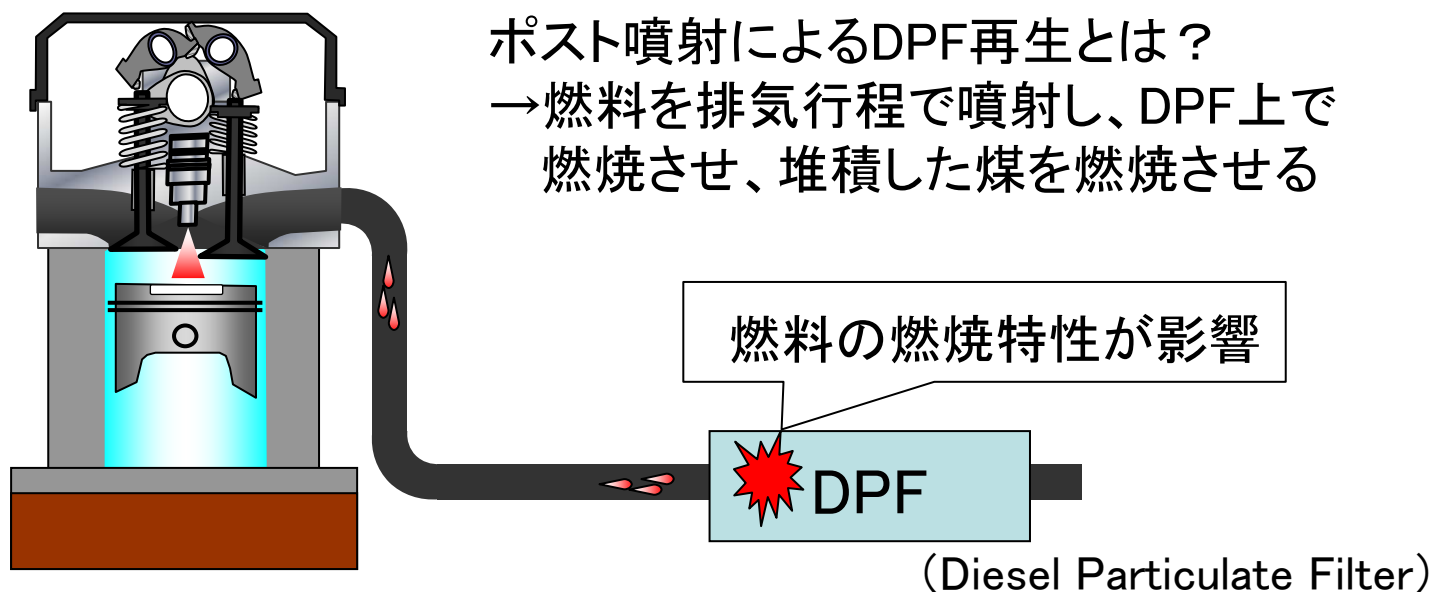 ポスト噴射によるDPF再生とは？
→燃料を排気行程で噴射し、DPF上で
燃焼させ、堆積した煤を燃焼させる
燃料の燃焼特性が影響
DPF
（Diesel Particulate Filter）